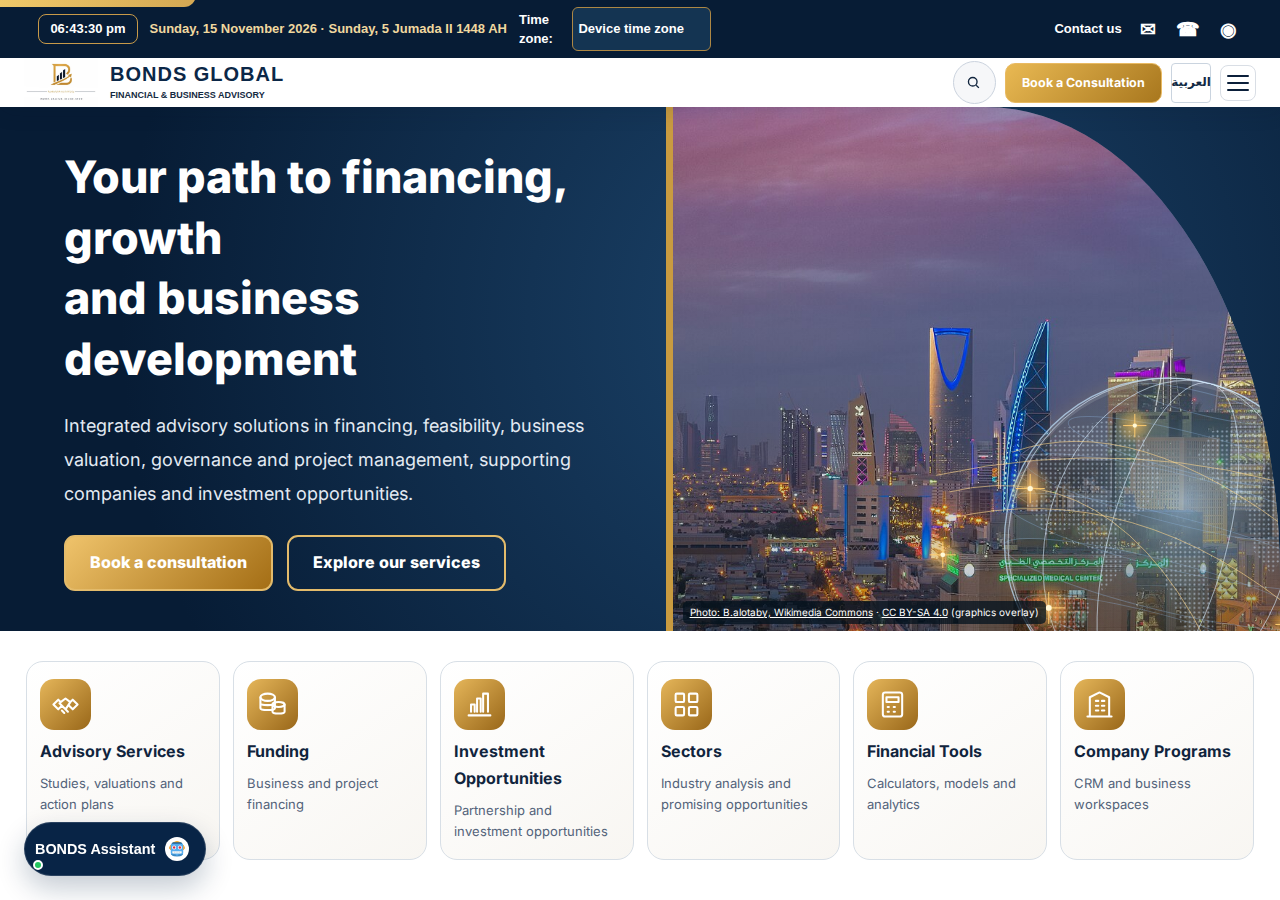 06:43:30 pm
Sunday, 15 November 2026 · Sunday, 5 Jumada II 1448 AH
Time zone:
Device time zone
Contact us
BONDS GLOBAL
FINANCIAL & BUSINESS ADVISORY
Book a Consultation
العربية
Your path to financing,
growth
and business
development
Integrated advisory solutions in financing, feasibility, business
valuation, governance and project management, supporting
companies and investment opportunities.
Book a consultation
Explore our services
SPECIALIZED MEDICAL CENTER
Photo: B.alotaby, Wikimedia Commons · CC BY-SA 4.0 (graphics overlay)
Advisory Services
Studies, valuations and
action plans
Funding
Business and project
financing
Investment
Opportunities
Partnership and
investment opportunities
Sectors
Industry analysis and
promising opportunities
Financial Tools
Calculators, models and
analytics
Company Programs
CRM and business
workspaces
BONDS Assistant